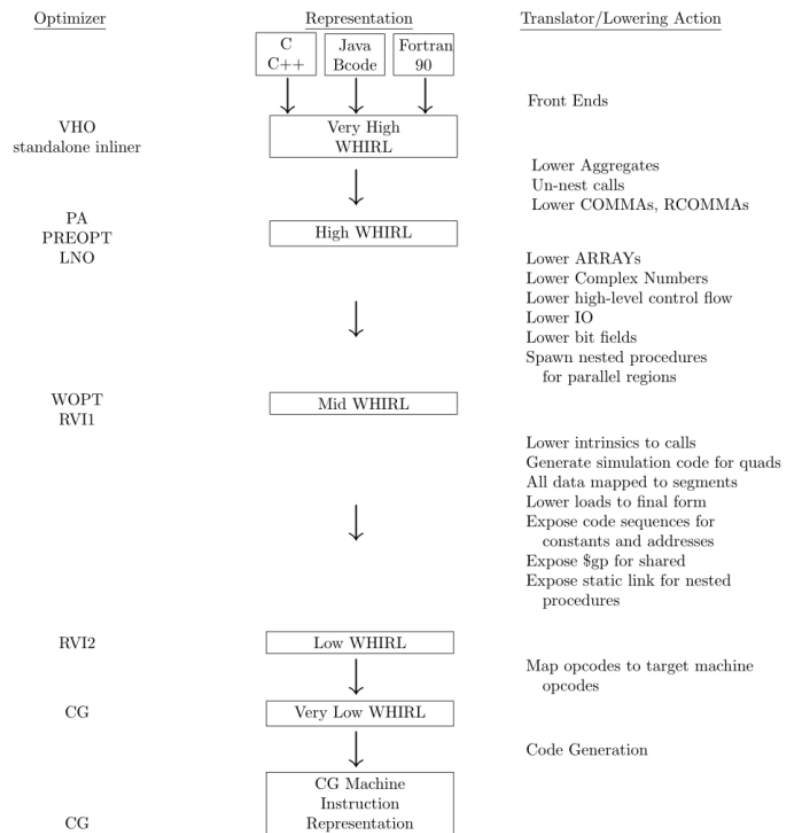 Optimizer Representation Translator/Lowering Action
C Java Fortran
C++ Bcode 90
Front Ends
VHO Very High
standalone inliner WHIRL
Lower Aggregates
Un-nest calls
Lower COMMAs, RCOMMAs
PA
PREOPT High WHIRL
LNO
Lower ARRAYs
Lower Complex Numbers
Lower high-level control flow
Lower IO
Lower bit fields
Spawn nested procedures
for parallel regions
WOPT Mid WHIRL
RVI1
Lower intrinsics to calls
Generate simulation code for quads
All data mapped to segments
Lower loads to final form
Expose code sequences for
constants and addresses
Expose $gp for shared
Expose static link for nested
procedures
RVI2 Low WHIRL
Map opcodes to target machine
opcodes
CG Very Low WHIRL
Code Generation
CG Machine
Instruction
CG Representation